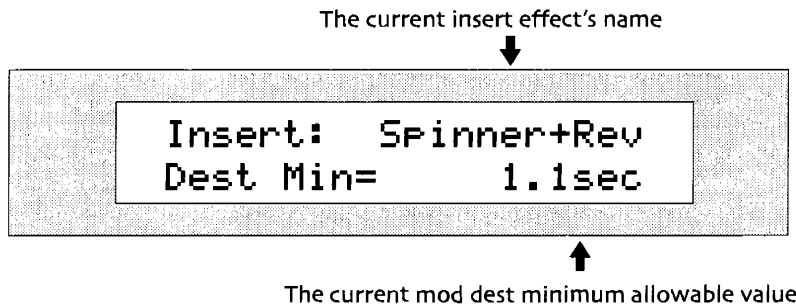 The current insert effect's name
Insert: Spinner+Rev
Dest Min= 1.1sec
The current mod dest minimum allowable value